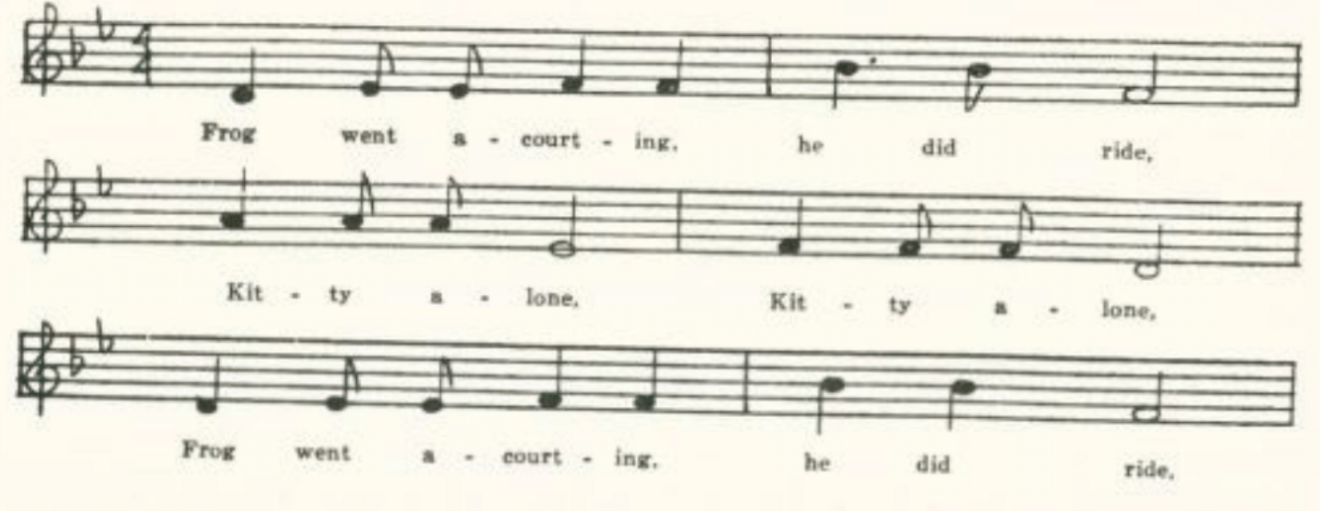 Frog went a - court - ing, he did ride,
Kit - ty a - lone, Kit - ty a - lone,
Frog went a - court - ing, he did ride,